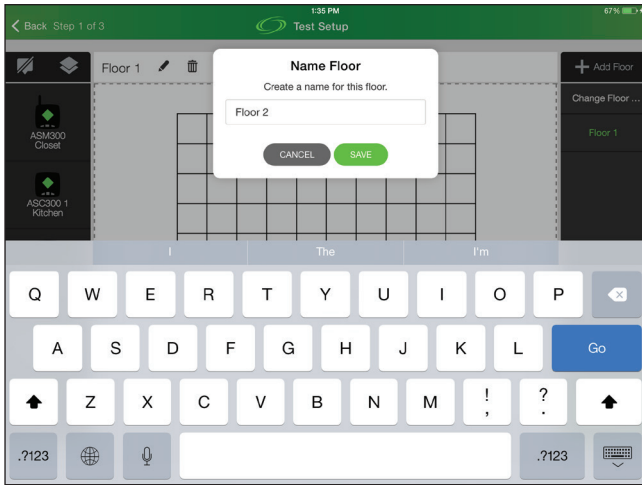 1:35 PM
67%
Back Step 1 of 3
Test Setup
Floor 1
Add Floor
Change Floor ...
Floor 1
ASM300
Closet
ASC300 1
Kitchen
Name Floor
Create a name for this floor.
Floor 2
CANCEL
SAVE
I
The
I'm
Q W E R T Y U I O P
A S D F G H J K L Go
Z X C V B N M ! , ? .
.?123
.?123